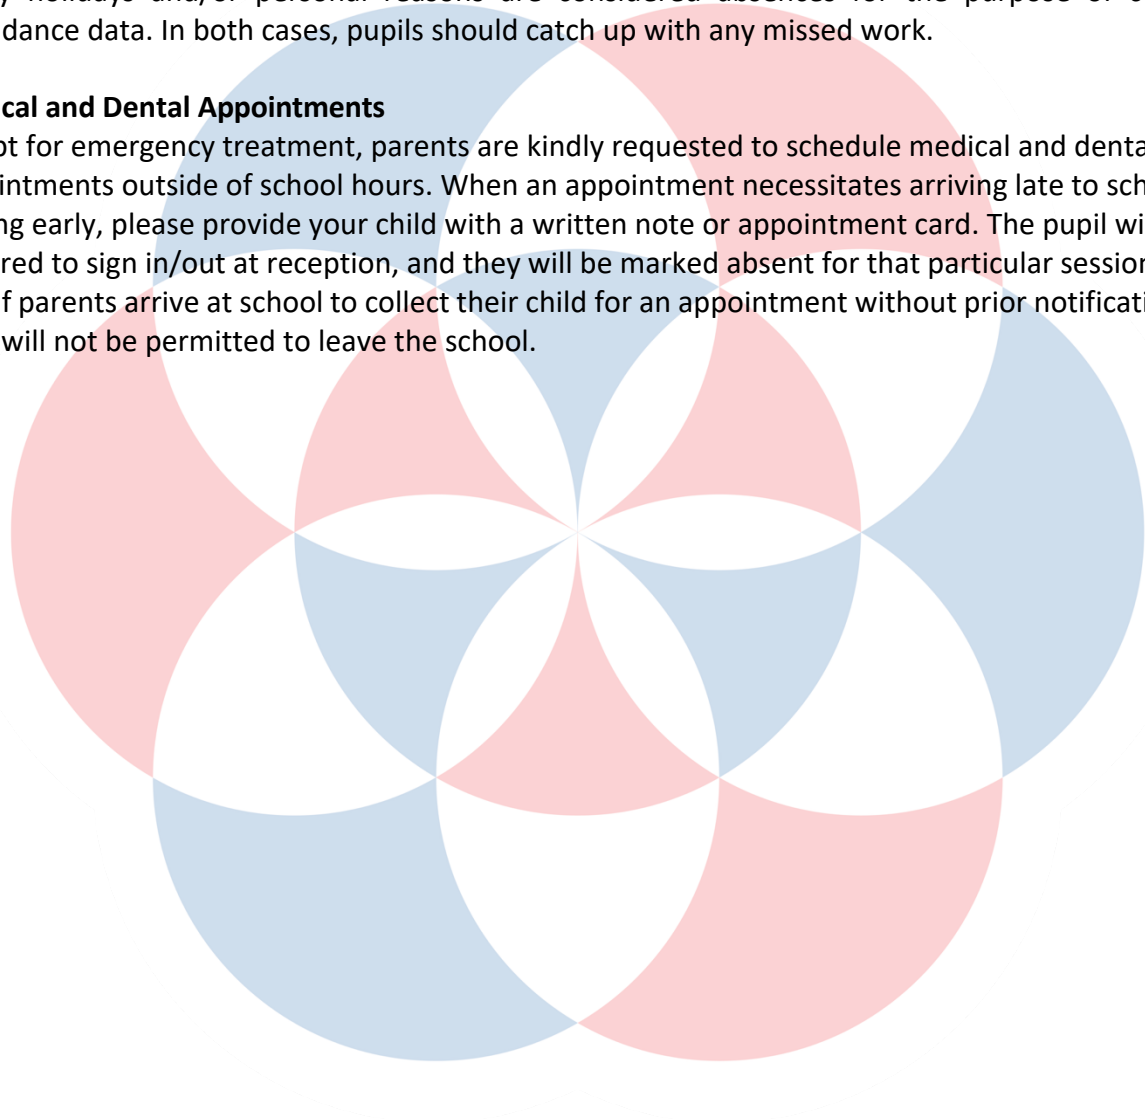 holidays and/or personal reasons are considered absences for the purpose of
dance data. In both cases, pupils should catch up with any missed work.
cal and Dental Appointments
for emergency treatment, parents are kindly requested to schedule medical and denta
intments outside of school hours. When an appointment necessitates arriving late to sch
ng early, please provide your child with a written note or appointment card. The pupil wi
red to sign in/out at reception, and they will be marked absent for that particular session
f parents arrive at school to collect their child for an appointment without prior notificati
will not be permitted to leave the school.